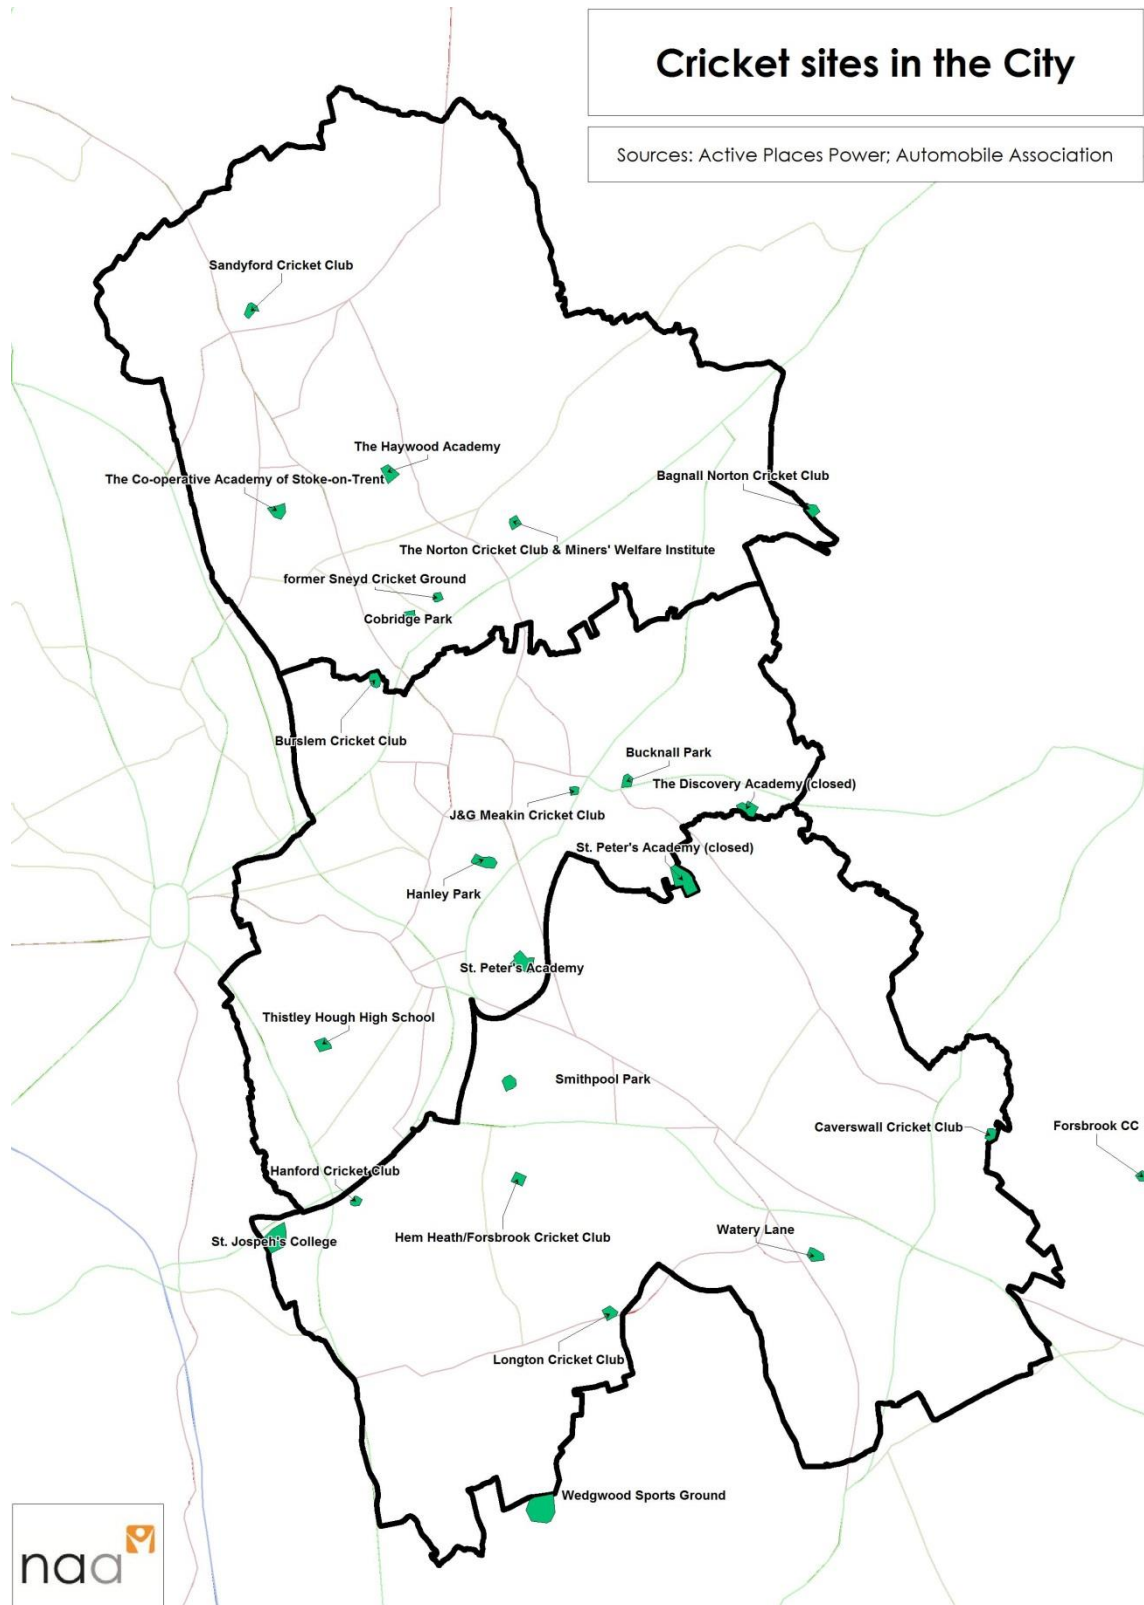 Cricket sites in the City
Sources: Active Places Power; Automobile Association
Sandyford Cricket Club
The Haywood Academy
The Co-operative Academy of Stoke-on-Trent
Bagnall Norton Cricket Club
The Norton Cricket Club & Miners' Welfare Institute
former Sneyd Cricket Ground
Cobridge Park
Burslem Cricket Club
Bucknall Park
The Discovery Academy (closed)
J&G Meakin Cricket Club
St. Peter's Academy (closed)
Hanley Park
St. Peter's Academy
Thistley Hough High School
Smithpool Park
Caverswall Cricket Club
Forsbrook CC
Hanford Cricket Club
Watery Lane
Hem Heath/Forsbrook Cricket Club
St. Jospeh's College
Longton Cricket Club
Wedgwood Sports Ground
naa